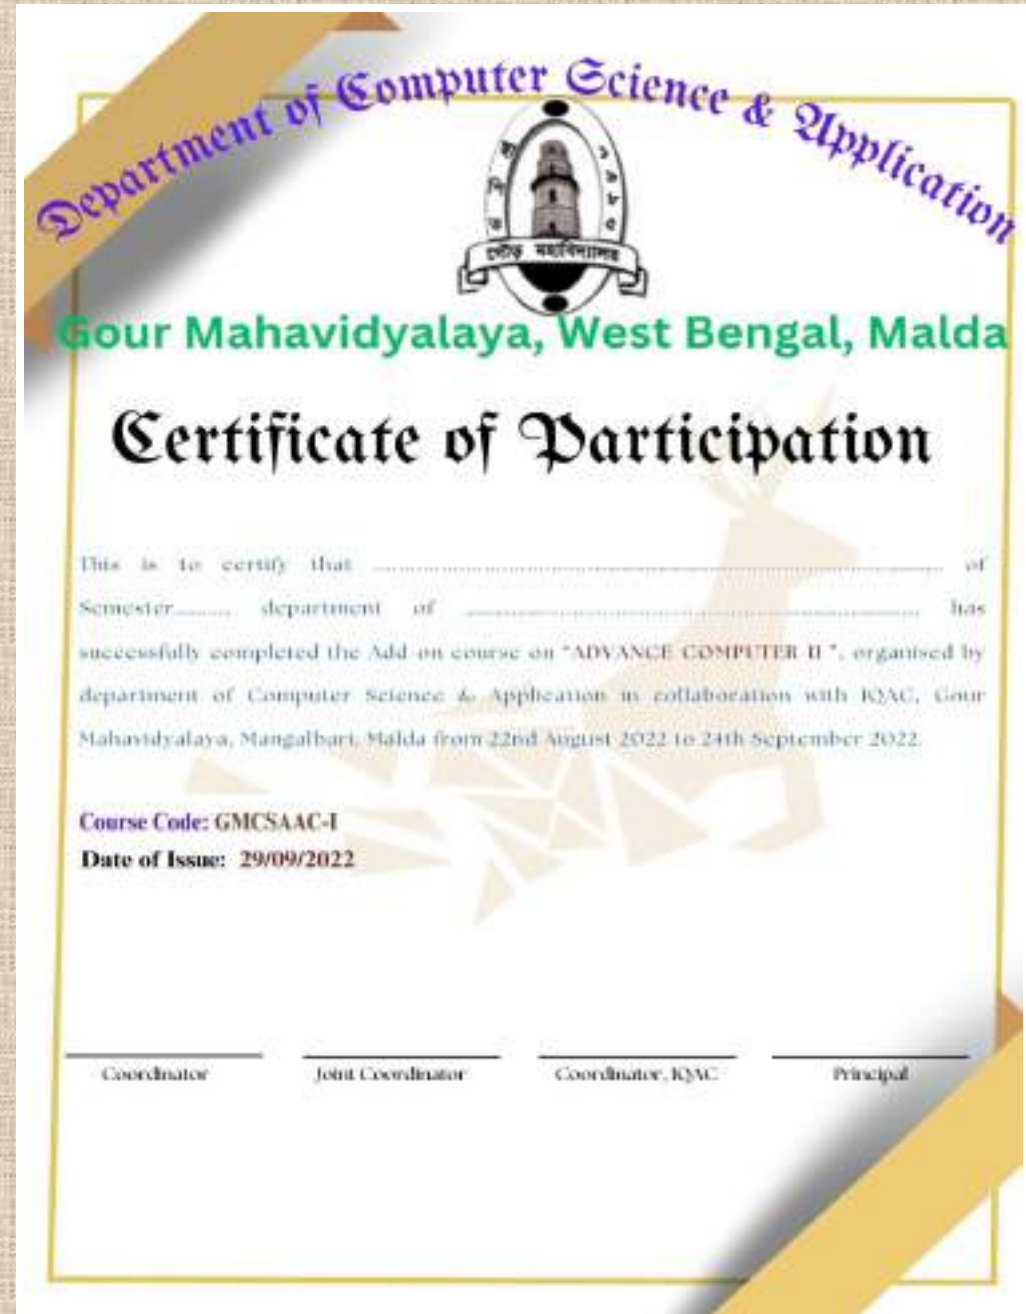 Department of Computer Science & Application
গৌড় মহাবিদ্যালয়
Gour Mahavidyalaya, West Bengal, Malda
Certificate of Participation
This is to certify that ........................................................................ of
Semester.......... department of ........................................................................ has
successfully completed the Add on course on "ADVANCE COMPUTER II ", organised by
department of Computer Science & Application in collaboration with IQAC, Gour
Mahavidyalaya, Mangalbari, Malda from 22nd August 2022 to 24th September 2022.
Course Code: GMCSAAC-I
Date of Issue: 29/09/2022
Coordinator Joint Coordinator Coordinator, IQAC Principal